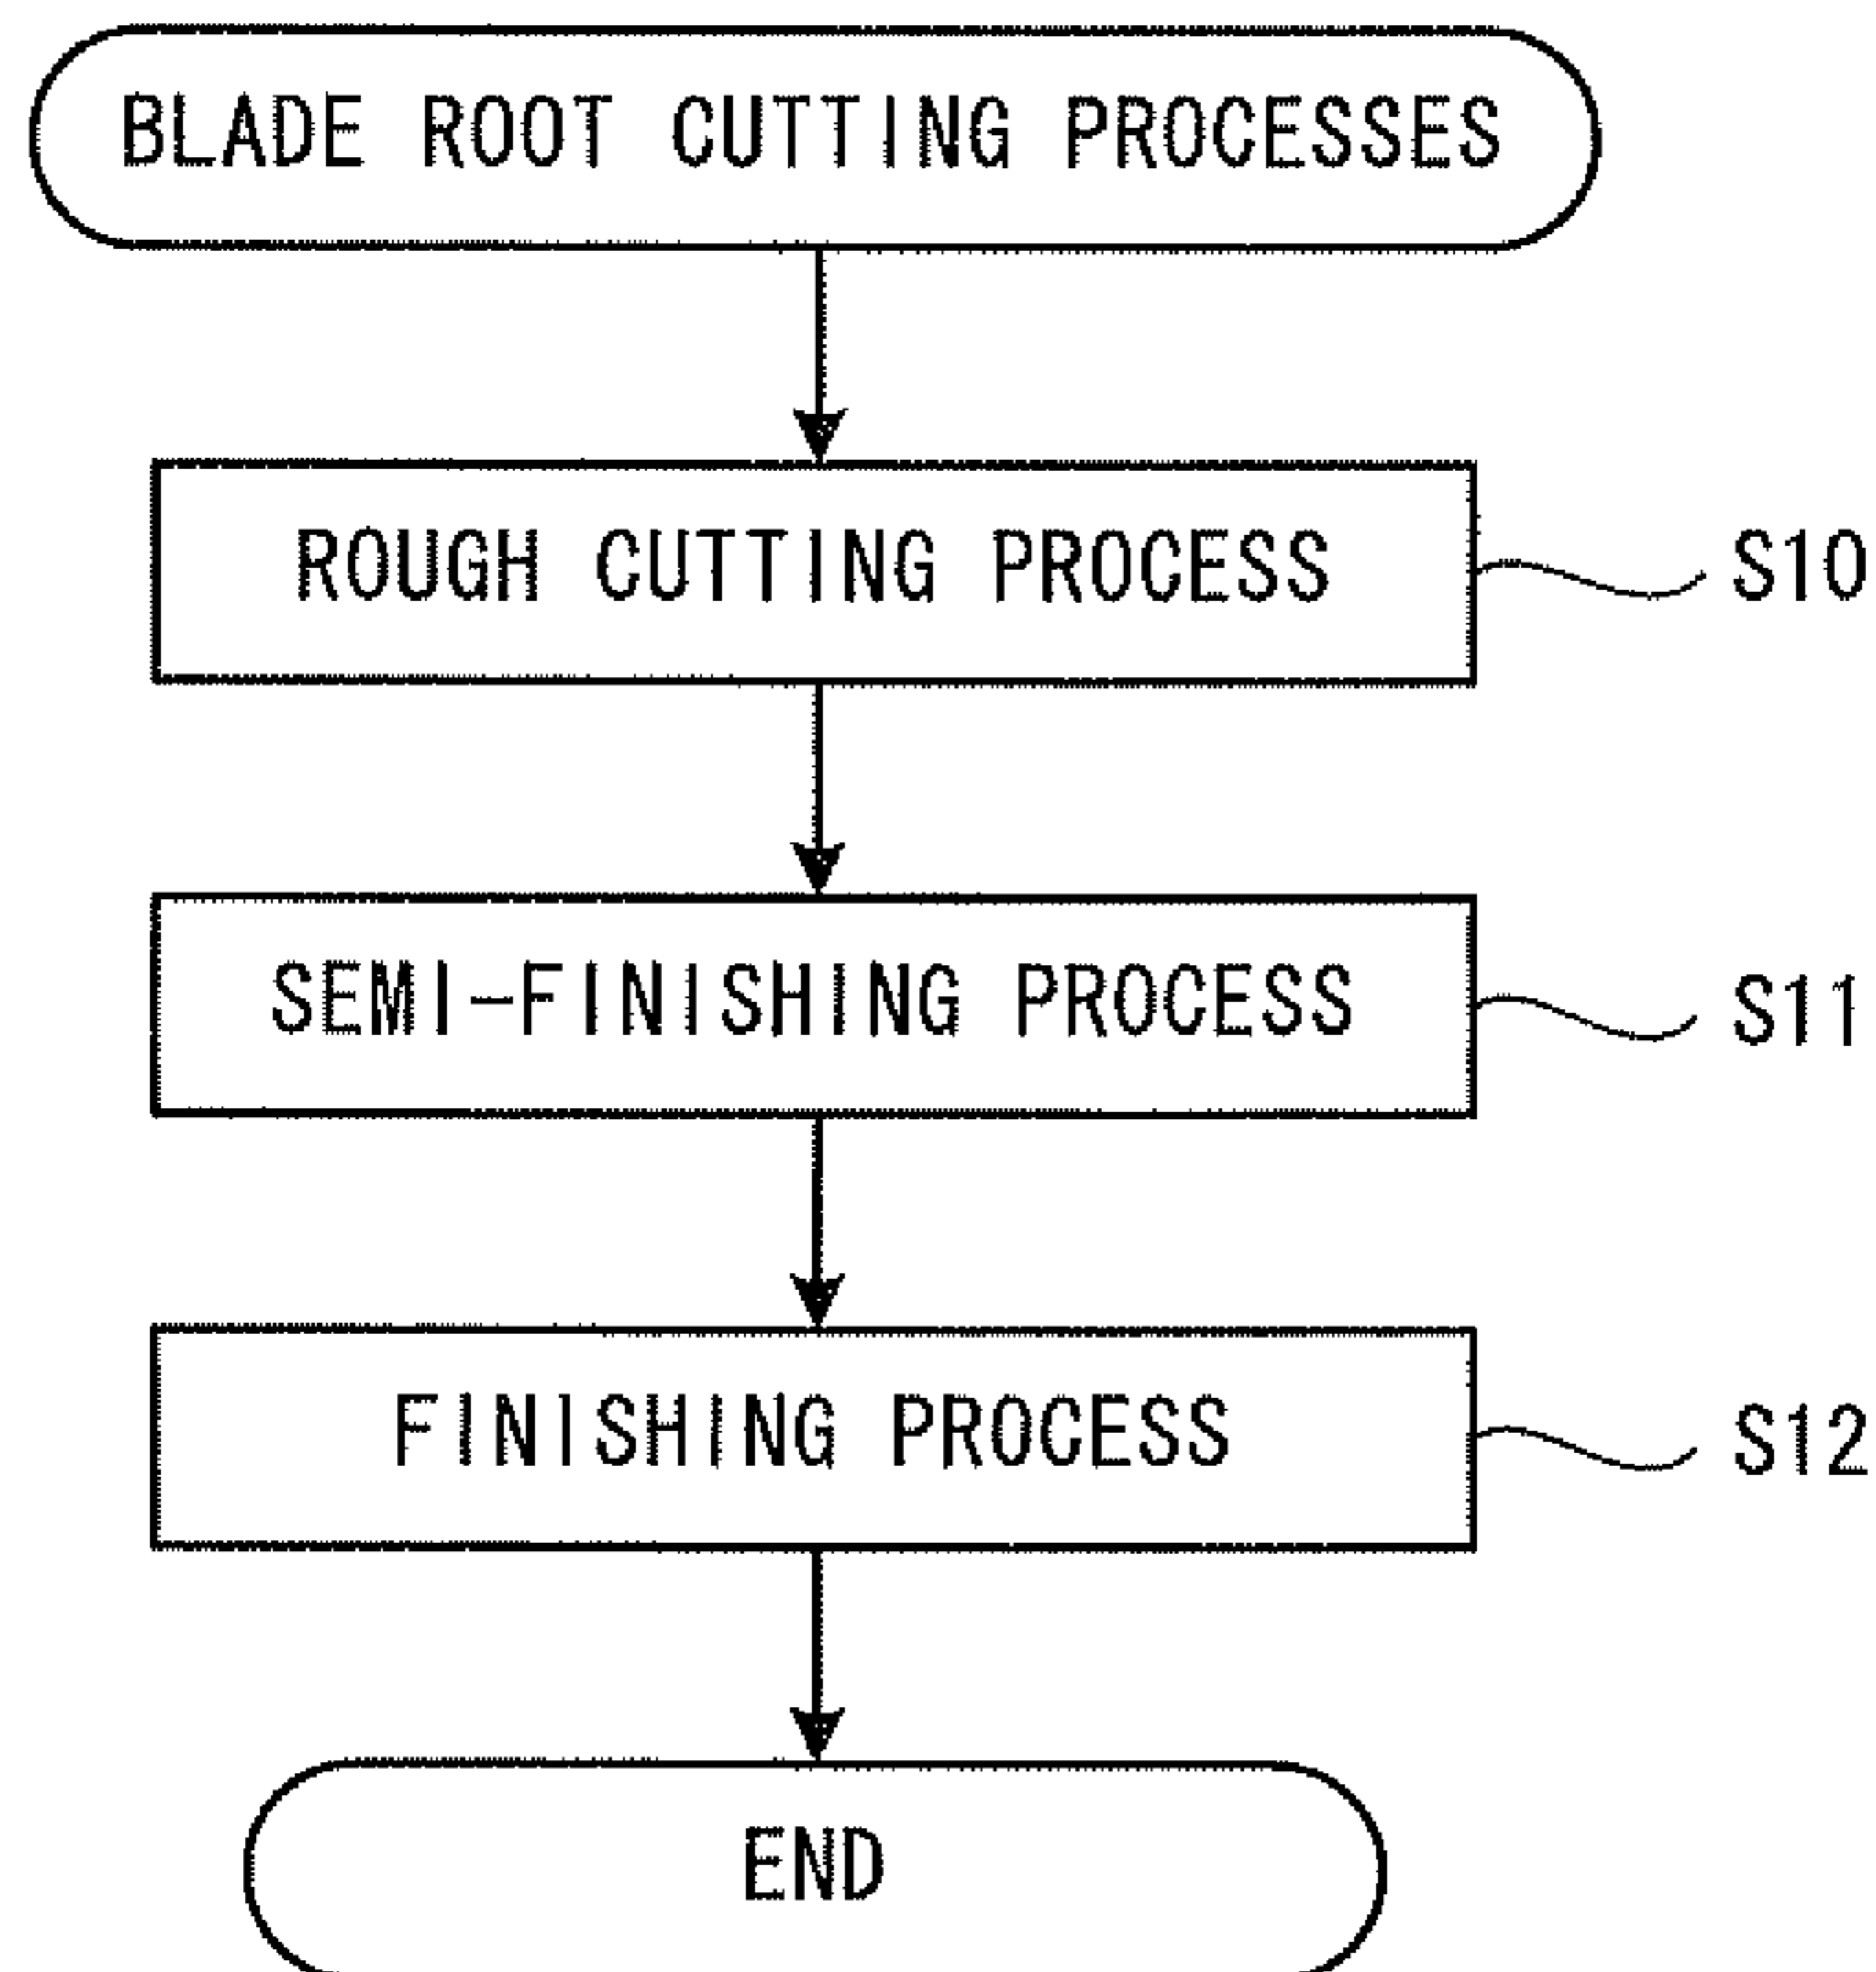 BLADE ROOT CUTTING PROCESSES
ROUGH CUTTING PROCESS
S10
SEMI-FINISHING PROCESS
S11
FINISHING PROCESS
S12
END